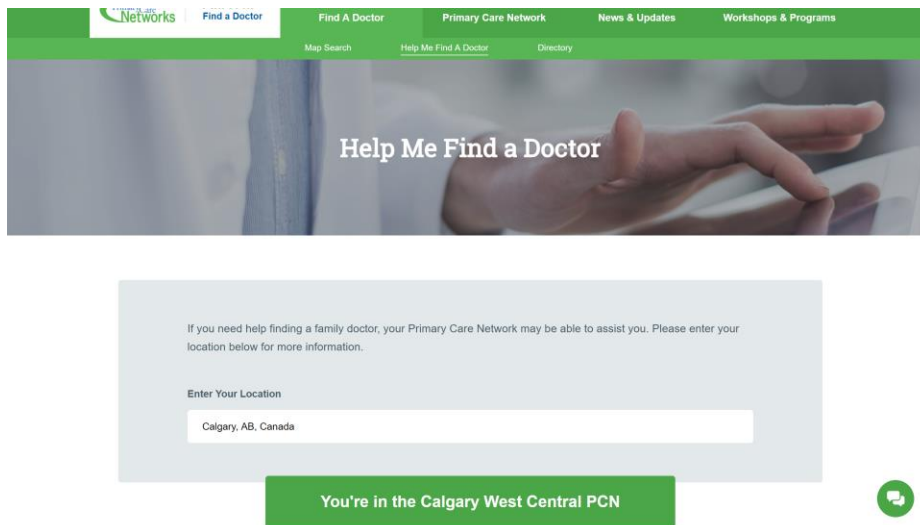 Networks
Find a Doctor
Find A Doctor
Primary Care Network
News & Updates
Workshops & Programs
Map Search
Help Me Find A Doctor
Directory
Help Me Find a Doctor
If you need help finding a family doctor, your Primary Care Network may be able to assist you. Please enter your
location below for more information.
Enter Your Location
Calgary, AB, Canada
You're in the Calgary West Central PCN